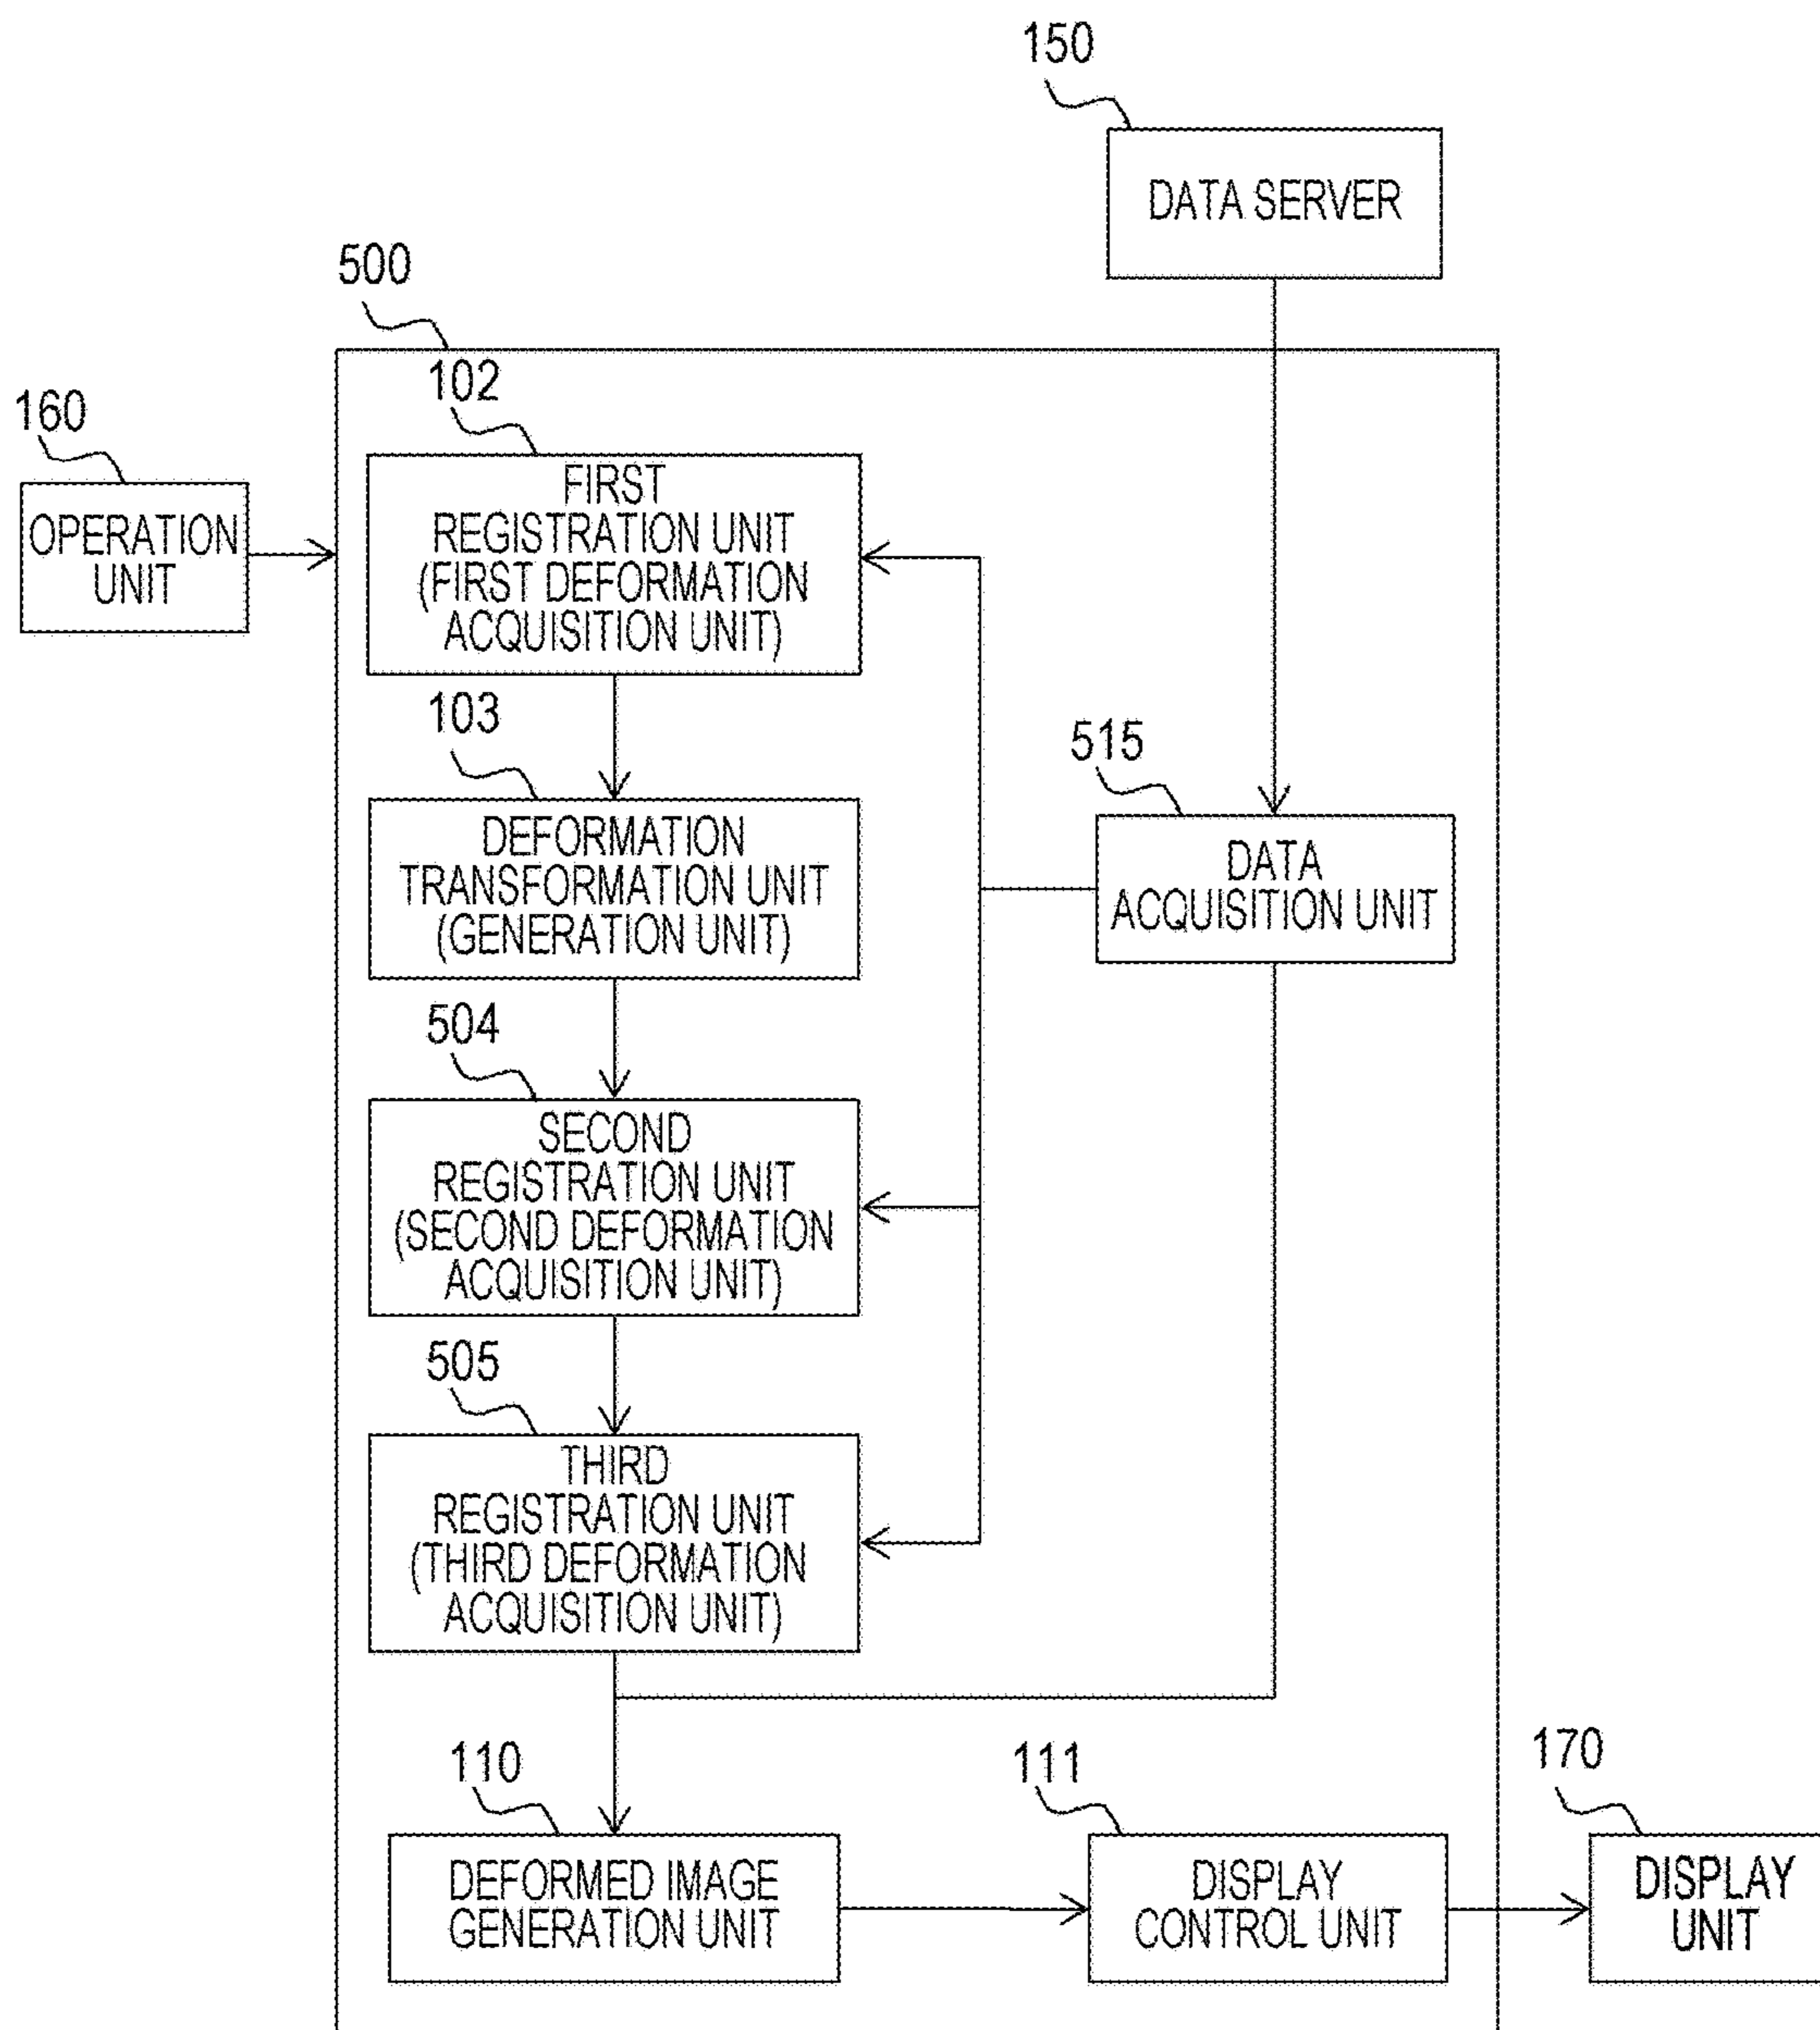 150
DATA SERVER
500
160
OPERATION
UNIT
102
FIRST
REGISTRATION UNIT
(FIRST DEFORMATION
ACQUISITION UNIT)
103
DEFORMATION
TRANSFORMATION UNIT
(GENERATION UNIT)
515
DATA
ACQUISITION UNIT
504
SECOND
REGISTRATION UNIT
(SECOND DEFORMATION
ACQUISITION UNIT)
505
THIRD
REGISTRATION UNIT
(THIRD DEFORMATION
ACQUISITION UNIT)
110
DEFORMED IMAGE
GENERATION UNIT
111
DISPLAY
CONTROL UNIT
170
DISPLAY
UNIT